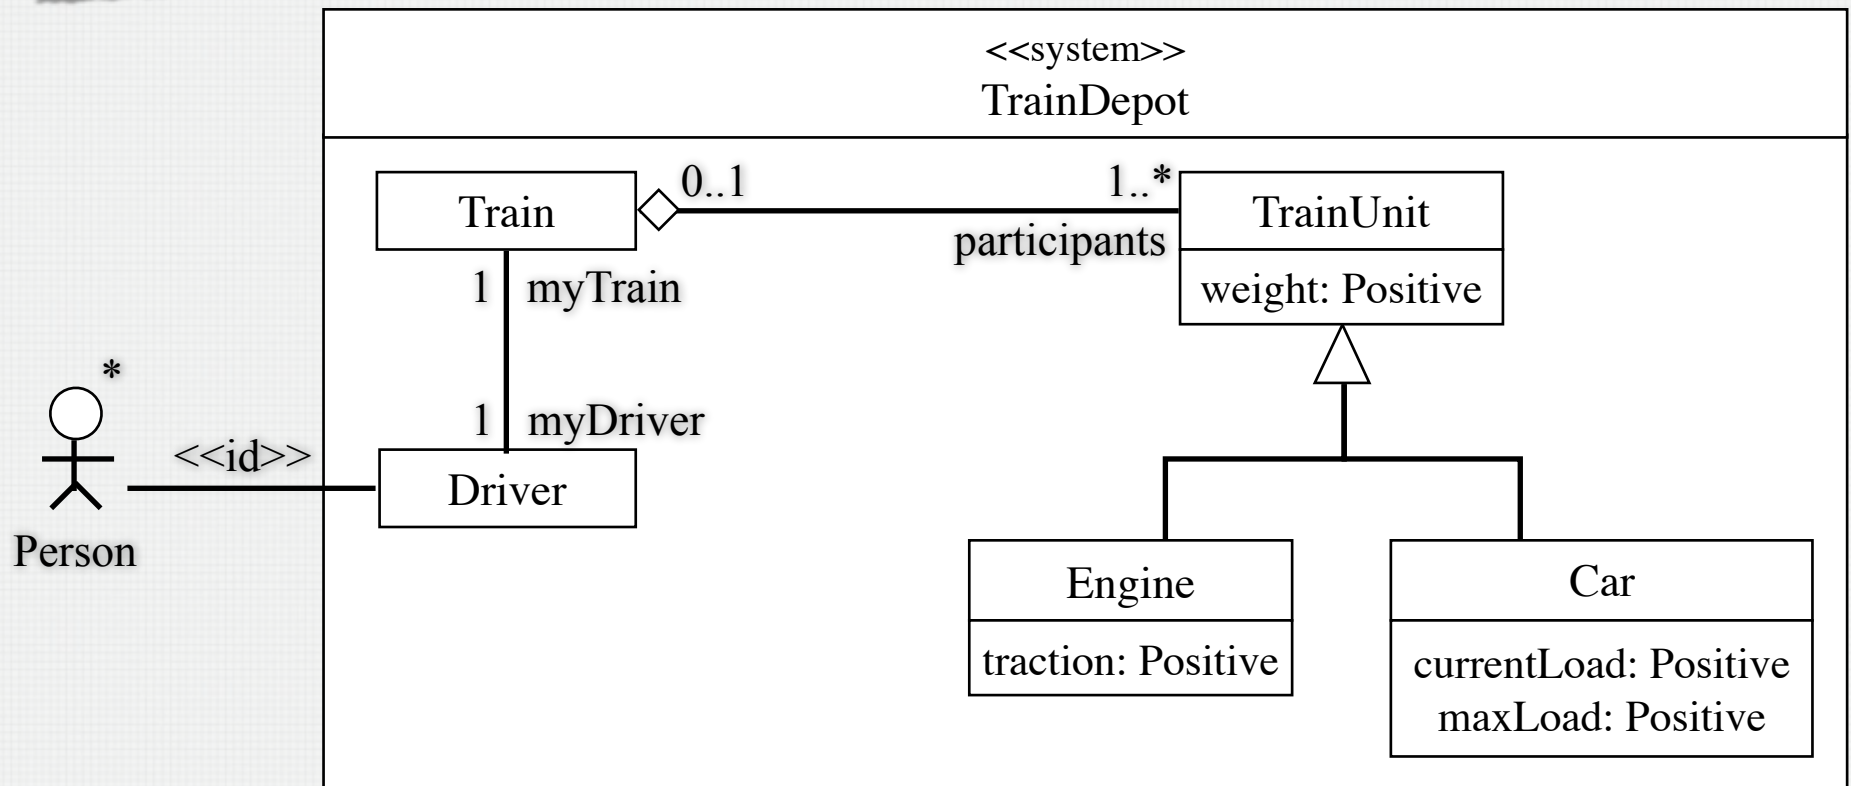 <<system>>
TrainDepot
Train
0..1
1..*
participants
TrainUnit
weight: Positive
1 myTrain
1 myDriver
Driver
*
<<id>>
Person
Engine
traction: Positive
Car
currentLoad: Positive
maxLoad: Positive